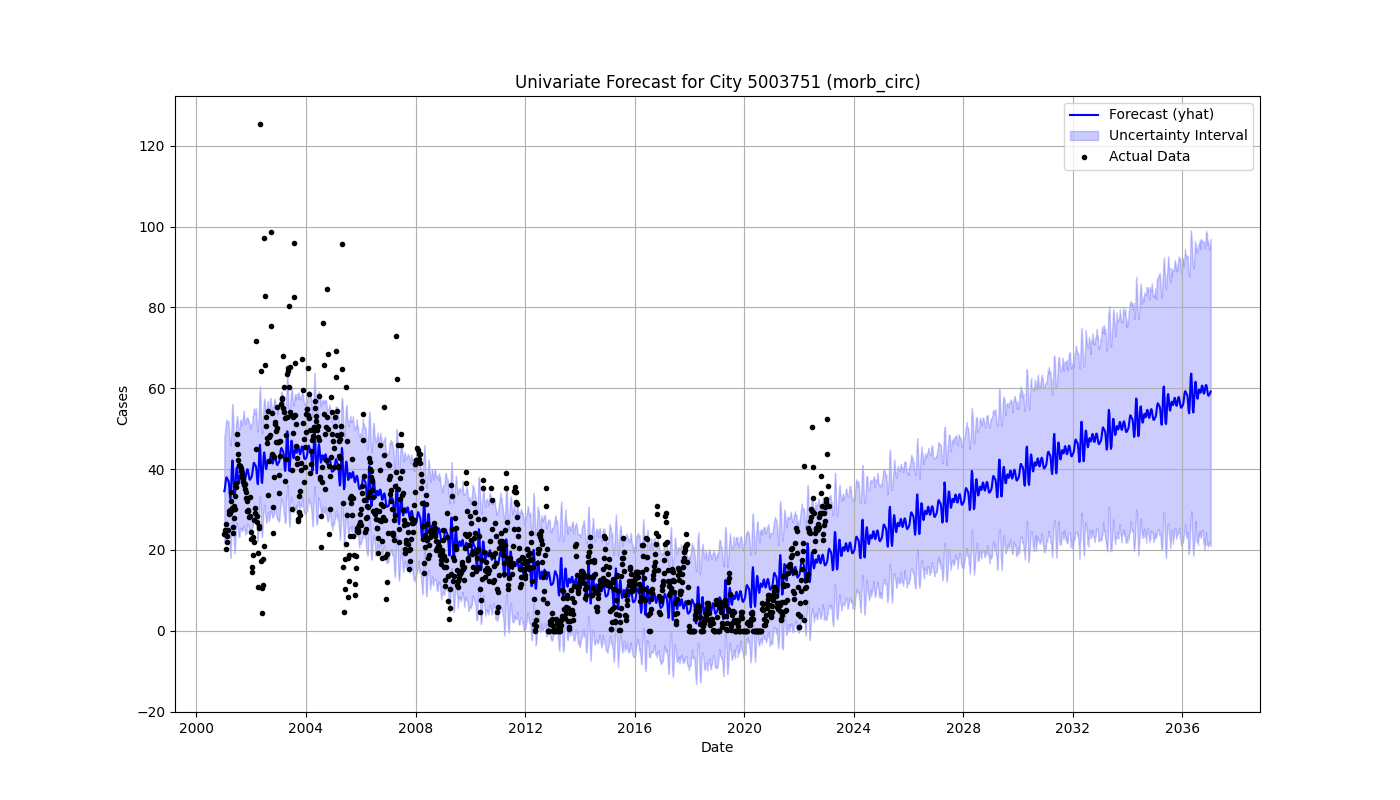 Univariate Forecast for City 5003751 (morb_circ)
Forecast (yhat)
Uncertainty Interval
Actual Data
Cases
120
100
80
60
40
20
0
−20
2000 2004 2008 2012 2016 2020 2024 2028 2032 2036
Date